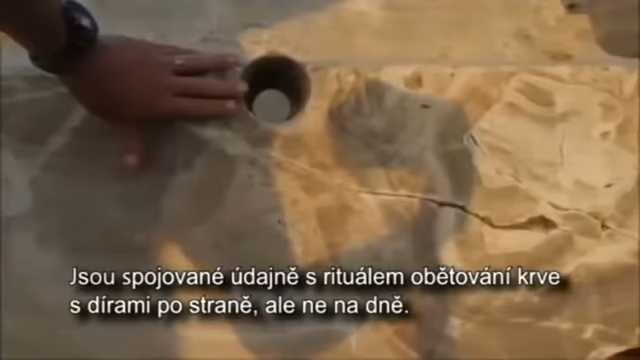 Jsou spojované údajně s rituálem obětování krve
s dírami po straně, ale ne na dně.